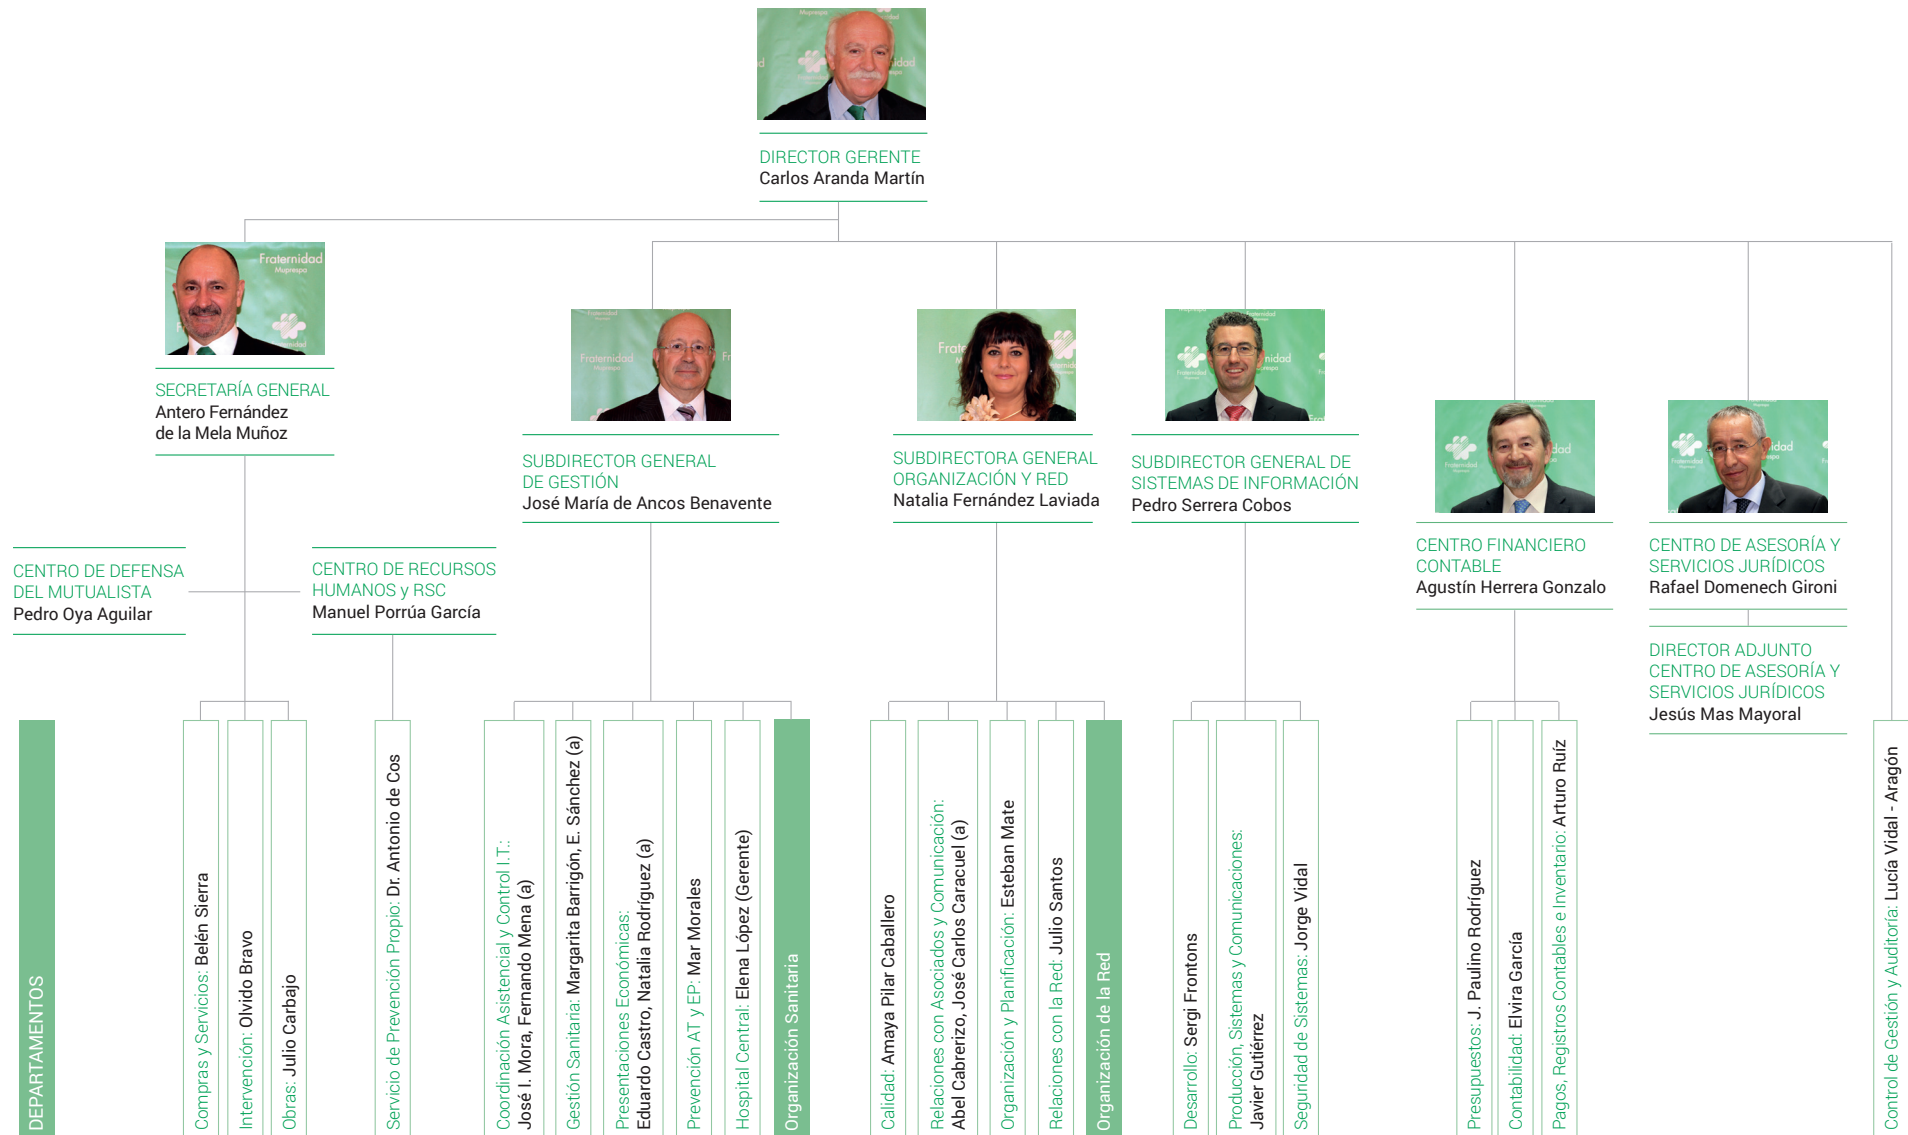 DIRECTOR GERENTE
Carlos Aranda Martín
Fraternidad
Muprespa
SECRETARÍA GENERAL
Antero Fernández
de la Mela Muñoz
Fraternidad
Muprespa
SUBDIRECTOR GENERAL
DE GESTIÓN
José María de Ancos Benavente
SUBDIRECTORA GENERAL
ORGANIZACIÓN Y RED
Natalia Fernández Laviada
SUBDIRECTOR GENERAL DE
SISTEMAS DE INFORMACIÓN
Pedro Serrera Cobos
CENTRO FINANCIERO
CONTABLE
Agustín Herrera Gonzalo
CENTRO DE ASESORÍA Y
SERVICIOS JURÍDICOS
Rafael Domenech Gironi
DIRECTOR ADJUNTO
CENTRO DE ASESORÍA Y
SERVICIOS JURÍDICOS
Jesús Mas Mayoral
CENTRO DE DEFENSA
DEL MUTUALISTA
Pedro Oya Aguilar
CENTRO DE RECURSOS
HUMANOS y RSC
Manuel Porrúa García
DEPARTAMENTOS
Compras y Servicios: Belén Sierra
Intervención: Olvido Bravo
Obras: Julio Carbajo
Servicio de Prevención Propio: Dr. Antonio de Cos
Coordinación Asistencial y Control I.T.:
José I. Mora, Fernando Mena (a)
Gestión Sanitaria: Margarita Barrigón, E. Sánchez (a)
Presentaciones Económicas:
Eduardo Castro, Natalia Rodríguez (a)
Prevención AT y EP: Mar Morales
Hospital Central: Elena López (Gerente)
Organización Sanitaria
Calidad: Amaya Pilar Caballero
Relaciones con Asociados y Comunicación:
Abel Cabrerizo, José Carlos Caracuel (a)
Organización y Planificación: Esteban Mate
Relaciones con la Red: Julio Santos
Organización de la Red
Desarrollo: Sergi Frontons
Producción, Sistemas y Comunicaciones:
Javier Gutiérrez
Seguridad de Sistemas: Jorge Vidal
Presupuestos: J. Paulino Rodríguez
Contabilidad: Elvira García
Pagos, Registros Contables e Inventario: Arturo Ruíz
Control de Gestión y Auditoría: Lucía Vidal - Aragón